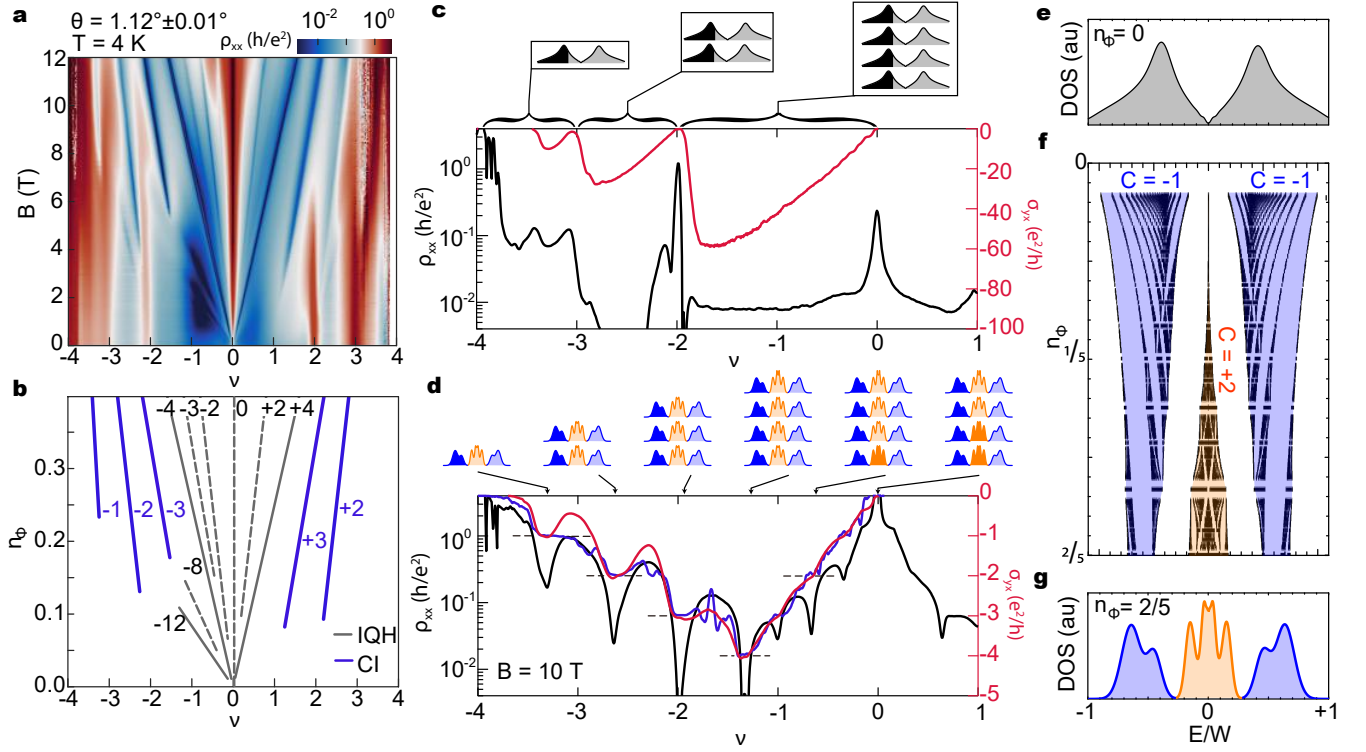 a
θ = 1.12°±0.01°
T = 4 K
ρxx (h/e²)
10⁻² 10⁰
12
10
8
6
4
2
0
B (T)
-4 -3 -2 -1 0 1 2 3 4
ν
b
-4 -3 -2 0 +2 +4
-1 -2 -3 +3 +2
-8
-12
IQH
CI
0.3
0.2
0.1
0.0
nΦ
-4 -3 -2 -1 0 1 2 3 4
ν
c
10⁰
10⁻¹
10⁻²
ρxx (h/e²)
0
-20
-40
-60
-80
-100
σyx (e²/h)
-4 -3 -2 -1 0 1
ν
d
10⁰
10⁻¹
10⁻²
ρxx (h/e²)
B = 10 T
0
-1
-2
-3
-4
-5
σyx (e²/h)
-4 -3 -2 -1 0 1
ν
e
nΦ = 0
DOS (au)
f
0
C = -1 C = -1
C = +2
nΦ
1/5
2/5
g
nΦ = 2/5
DOS (au)
-1 0 +1
E/W